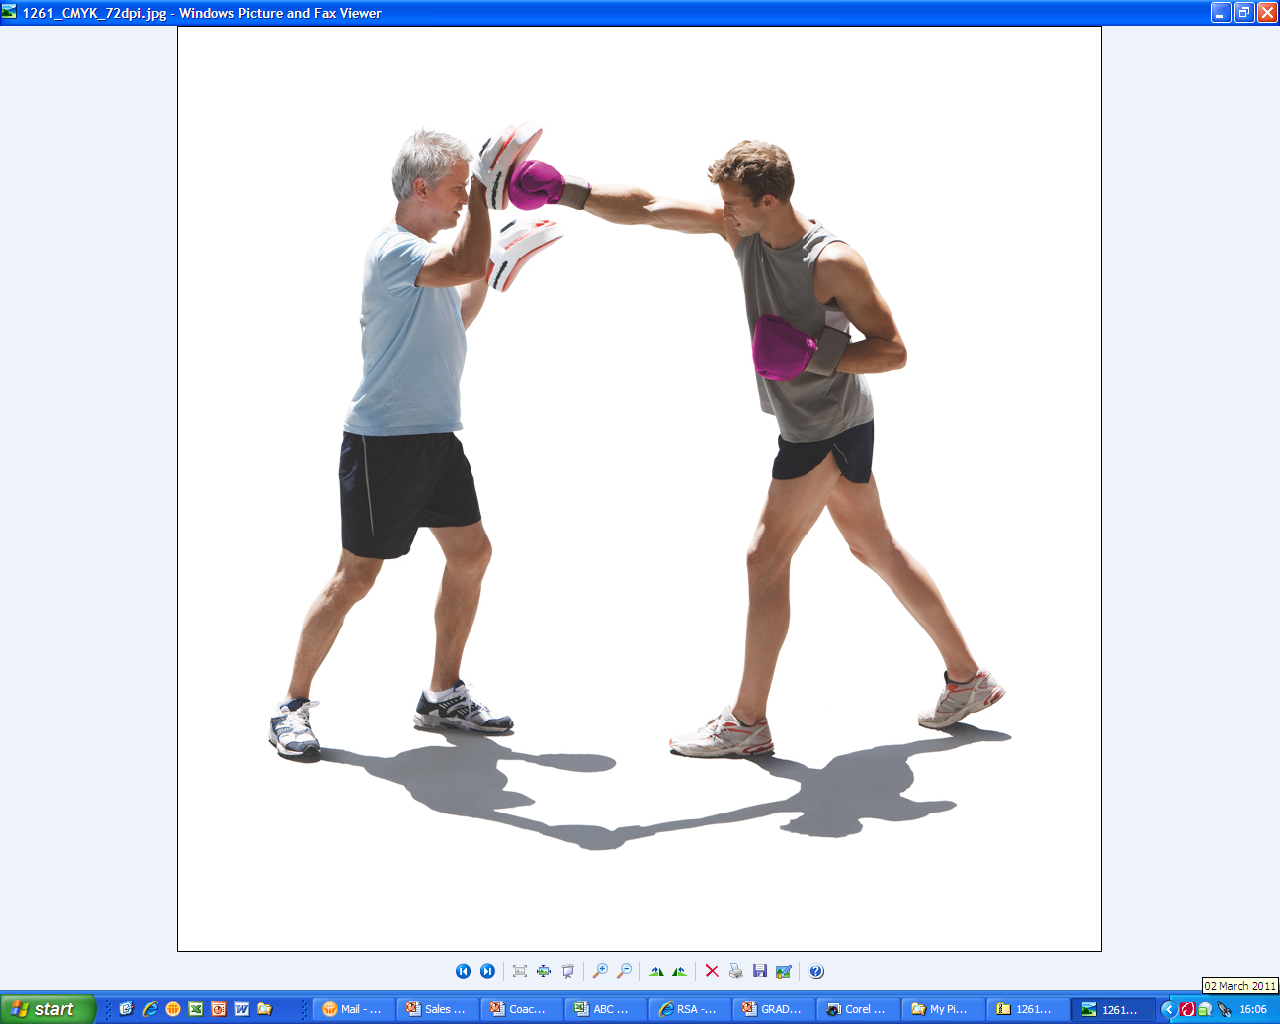 1261_CMYK_72dpi.jpg - Windows Picture and Fax Viewer
02 March 2011
start
Mail - ...
Sales ...
Coac...
ABC ...
RSA -...
GRAD...
Corel ...
My Pi...
1261...
1261...
16:06